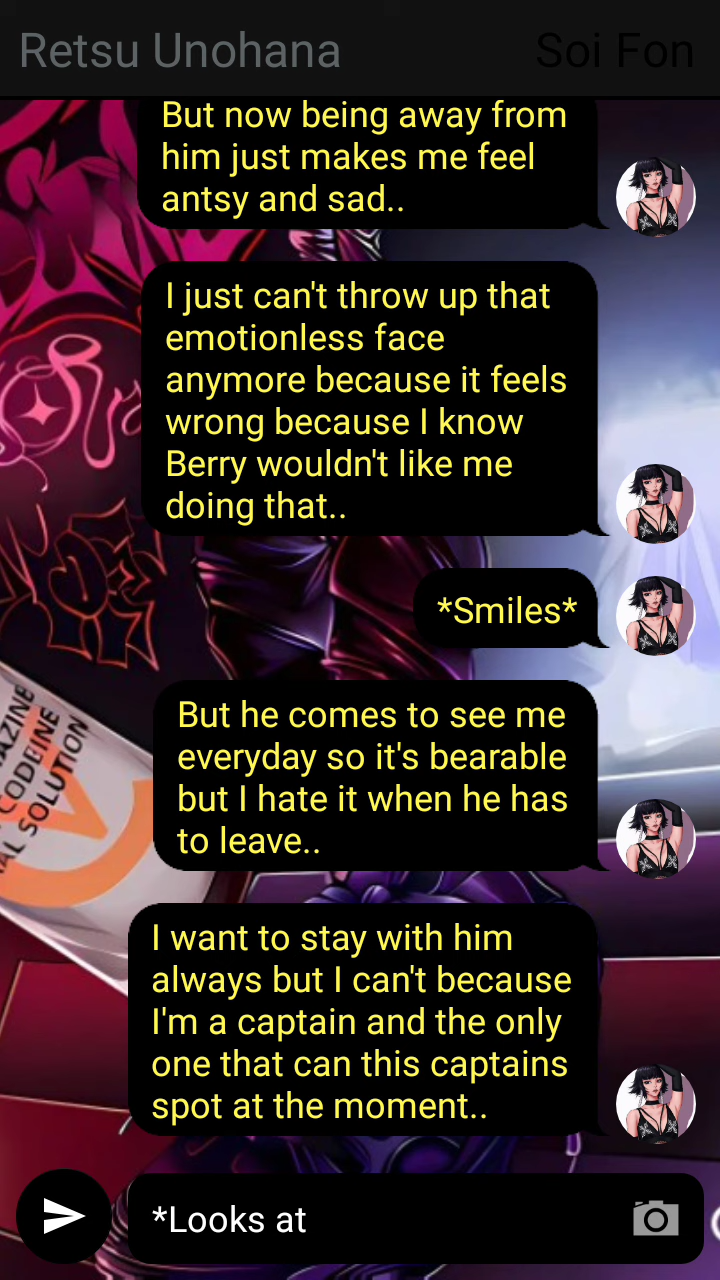 Retsu Unohana
Soi Fon
But now being away from
him just makes me feel
antsy and sad..
I just can't throw up that
emotionless face
anymore because it feels
wrong because I know
Berry wouldn't like me
doing that..
*Smiles*
But he comes to see me
everyday so it's bearable
but I hate it when he has
to leave..
I want to stay with him
always but I can't because
I'm a captain and the only
one that can this captains
spot at the moment..
CODEINE
SOLUTION
*Looks at